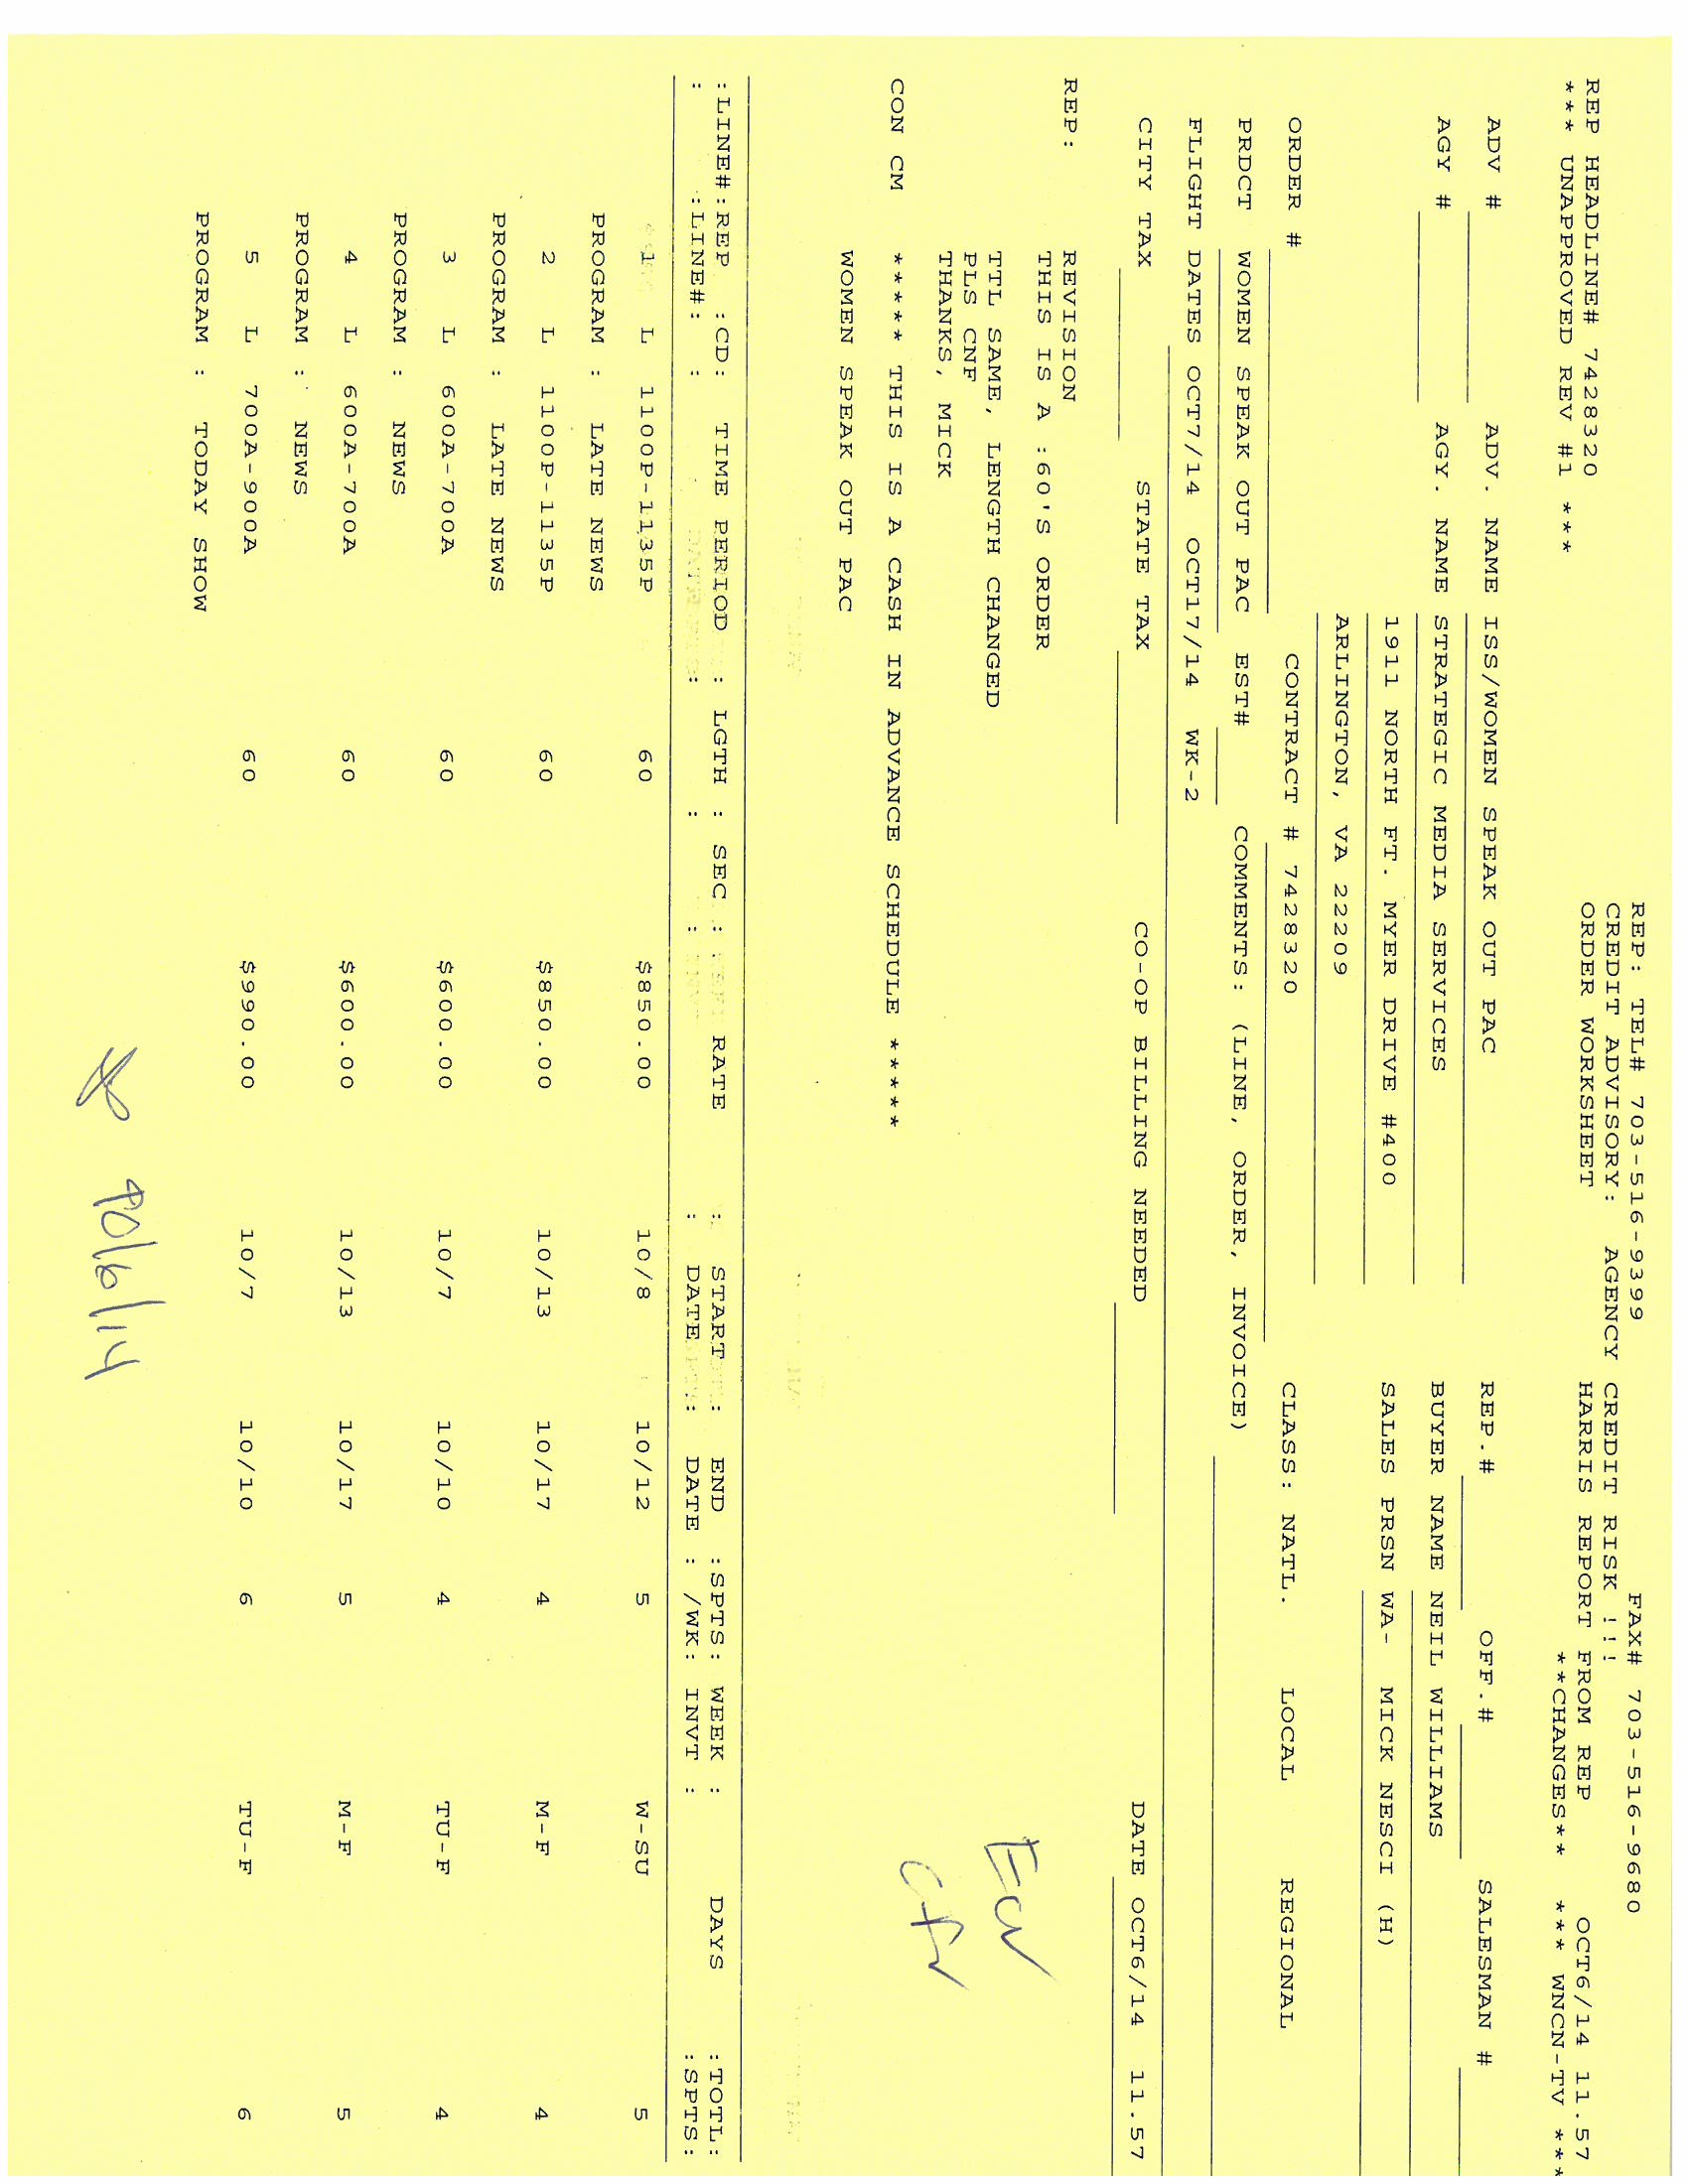 REP: TEL# 703-516-9399 FAX# 703-516-9680
CREDIT ADVISORY: AGENCY CREDIT RISK !!!
REP HEADLINE# 7428320 ORDER WORKSHEET HARRIS REPORT FROM REP OCT6/14 11.57
*** UNAPPROVED REV #1 *** **CHANGES** *** WNCN-TV ***
ADV # ADV. NAME ISS/WOMEN SPEAK OUT PAC REP.# OFF.# SALESMAN #
AGY # AGY. NAME STRATEGIC MEDIA SERVICES BUYER NAME NEIL WILLIAMS
1911 NORTH FT. MYER DRIVE #400 SALES PRSN WA- MICK NESCI (H)
ARLINGTON, VA 22209
ORDER # CONTRACT # 7428320 CLASS: NATL. LOCAL REGIONAL
PRDCT WOMEN SPEAK OUT PAC EST# COMMENTS: (LINE, ORDER, INVOICE)
FLIGHT DATES OCT7/14 OCT17/14 WK-2
CITY TAX STATE TAX CO-OP BILLING NEEDED DATE OCT6/14 11.57
REP: REVISION
THIS IS A :60'S ORDER
TTL SAME, LENGTH CHANGED
PLS CNF
THANKS, MICK
CON CM ***** THIS IS A CASH IN ADVANCE SCHEDULE *****
WOMEN SPEAK OUT PAC
:LINE#:REP :CD: TIME PERIOD : LGTH : SEC : RATE : START : END :SPTS: WEEK : DAYS :TOTL:
: :LINE#: : : : : : DATE : DATE : /WK: INVT : :SPTS:
1 L 1100P-1135P 60 $850.00 10/8 10/12 5 W-SU 5
PROGRAM : LATE NEWS
2 L 1100P-1135P 60 $850.00 10/13 10/17 4 M-F 4
PROGRAM : LATE NEWS
3 L 600A-700A 60 $600.00 10/7 10/10 4 TU-F 4
PROGRAM : NEWS
4 L 600A-700A 60 $600.00 10/13 10/17 5 M-F 5
PROGRAM : NEWS
5 L 700A-900A 60 $990.00 10/7 10/10 6 TU-F 6
PROGRAM : TODAY SHOW
10/6/14